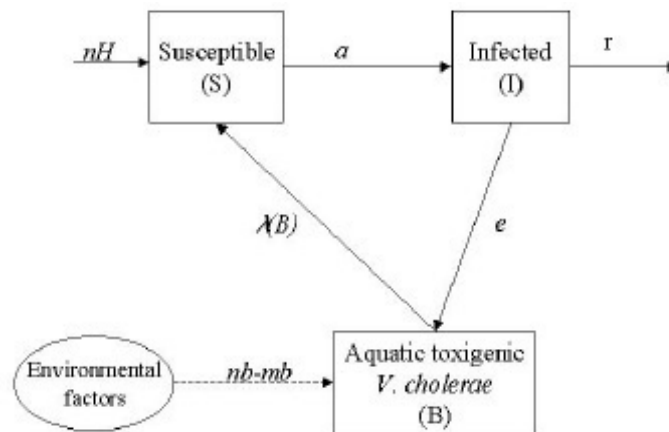 nH
Susceptible
(S)
a
Infected
(I)
r
λ(B)
e
Environmental
factors
nb-mb
Aquatic toxigenic
V. cholerae
(B)